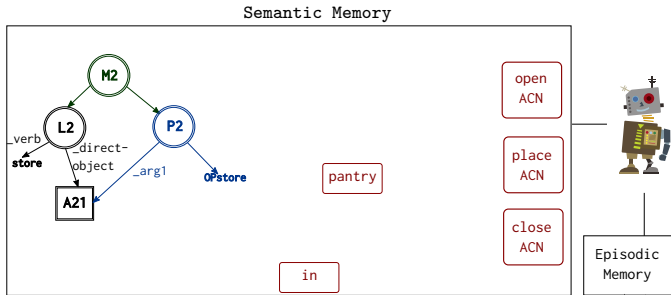 Semantic Memory
M2
L2
P2
_verb
store
_direct-
object
_arg1
OPstore
A21
pantry
in
open
ACN
place
ACN
close
ACN
Episodic
Memory